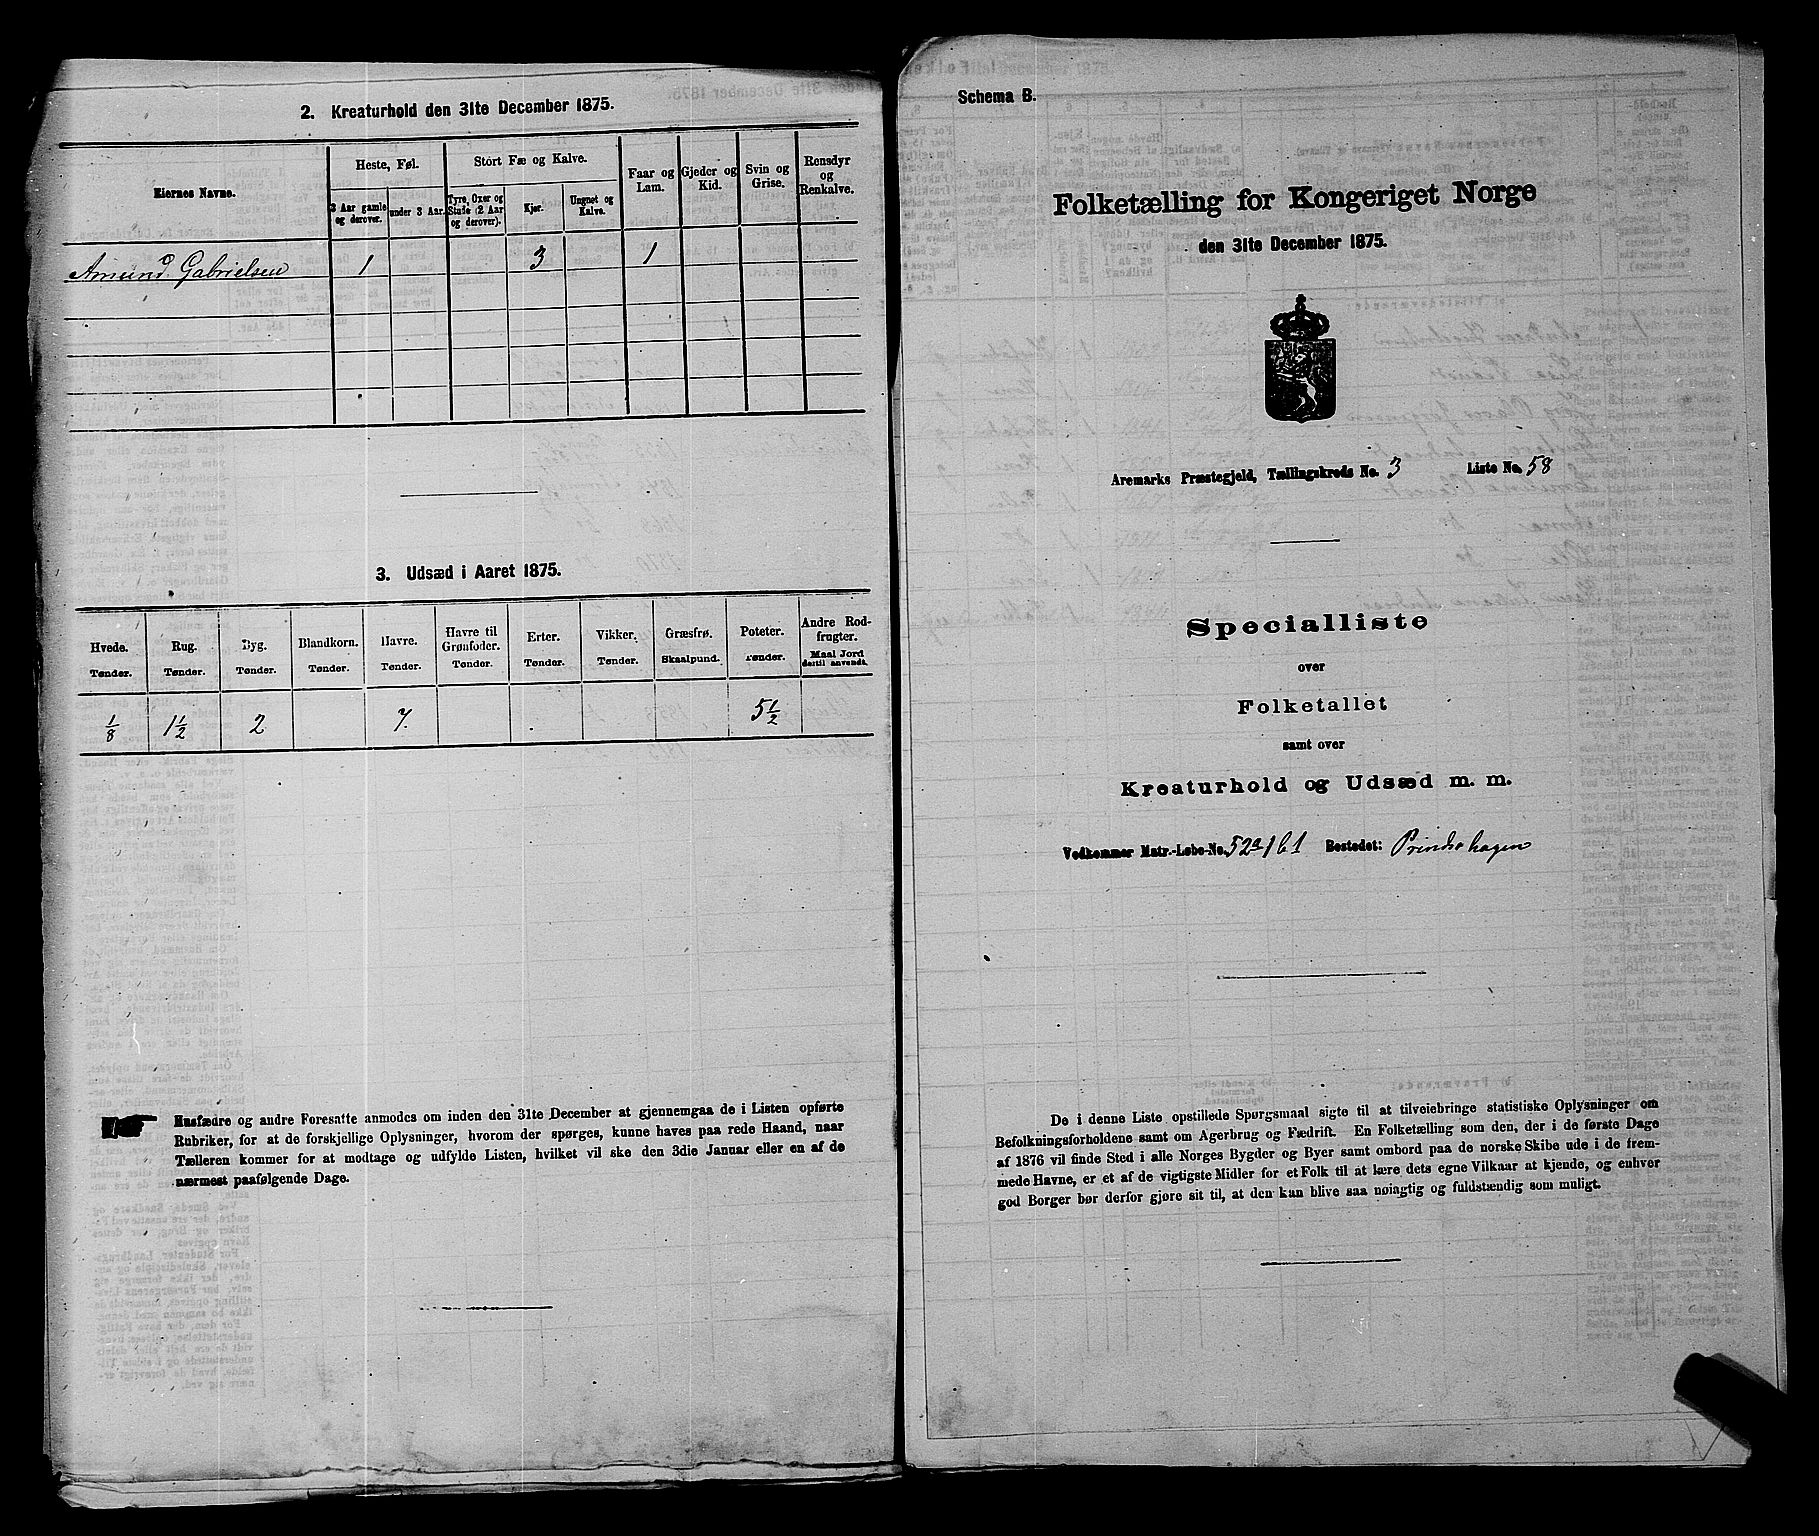 2. Kreaturhold den 31te December 1875.
Eiernes Navne.
Heste, Føl.
Stort Fæ og Kalve.
Faar og Lam.
Gjeder og Kid.
Svin og Grise.
Rensdyr og Renkalve.
3 Aar gamle og derover.
under 3 Aar.
Tyre, Oxer og Stude (2 Aar og derover).
Kjør.
Ungnet og Kalve.
Amund Gabrielsen 1 3 1
3. Udsæd i Aaret 1875.
Hvede. Rug. Byg. Blandkorn. Havre. Havre til Grønfoder. Erter. Vikker. Græsfrø. Poteter. Andre Rodfrugter.
Tønder. Tønder. Tønder. Tønder. Tønder. Tønder. Tønder. Tønder. Skaalpund. Tønder. Maal Jord dertil anvendt.
1/8 1 1/2 2 7. 5 1/2
Husfædre og andre Foresatte anmodes om inden den 31te December at gjennemgaa de i Listen opførte
Rubriker, for at de forskjellige Oplysninger, hvorom der spørges, kunne haves paa rede Haand, naar
Tælleren kommer for at modtage og udfylde Listen, hvilket vil ske den 3die Januar eller en af de
nærmest paafølgende Dage.
Schema B.
Folketælling for Kongeriget Norge
den 31te December 1875.
Aremarks Præstegjeld, Tællingskreds No. 3 Liste No. 58
Specialliste
over
Folketallet
samt over
Kreaturhold og Udsæd m. m.
Vedkommer Matr.-Løbe-No. 52a 1 b 1 Bostedet: Prindsehagen
De i denne Liste opstillede Spørgsmaal sigte til at tilveiebringe statistiske Oplysninger om
Befolkningsforholdene samt om Agerbrug og Fædrift. En Folketælling som den, der i de første Dage
af 1876 vil finde Sted i alle Norges Bygder og Byer samt ombord paa de norske Skibe ude i de frem-
mede Havne, er et af de vigtigste Midler for et Folk til at lære dets egne Vilkaar at kjende, og enhver
god Borger bør derfor gjøre sit til, at den kan blive saa nøiagtig og fuldstændig som muligt.